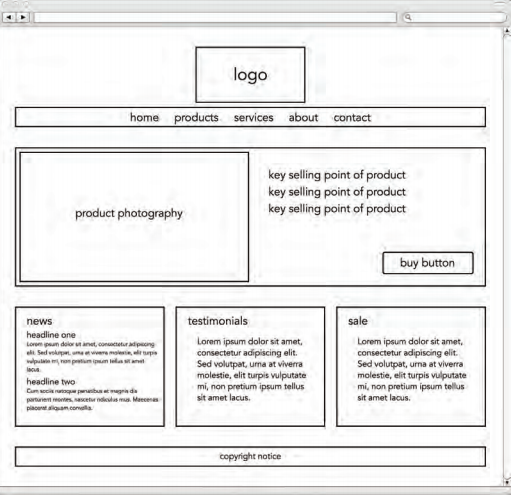 logo
home products services about contact
product photography
key selling point of product
key selling point of product
key selling point of product
buy button
news
headline one
Lorem ipsum dolor sit amet, consectetur adipiscing
elit. Sed volutpat, urna at viverra molestie, elit turpis
vulputate mi, non pretium ipsum tellus sit amet
lacus.
headline two
Cum sociis natoque penatibus et magnis dis
parturient montes, nascetur ridiculus mus. Maecenas
placerat aliquam convallis.
testimonials
Lorem ipsum dolor sit amet,
consectetur adipiscing elit.
Sed volutpat, urna at viverra
molestie, elit turpis vulputate
mi, non pretium ipsum tellus
sit amet lacus.
sale
Lorem ipsum dolor sit amet,
consectetur adipiscing elit.
Sed volutpat, urna at viverra
molestie, elit turpis vulputate
mi, non pretium ipsum tellus
sit amet lacus.
copyright notice